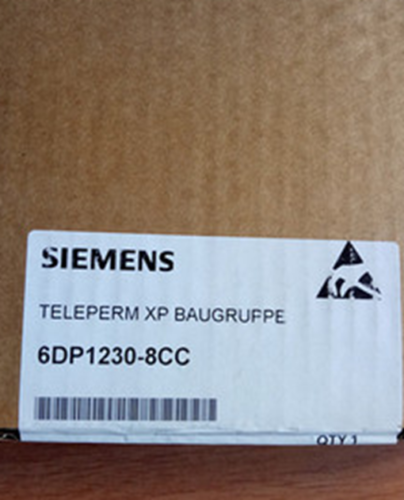 SIEMENS
TELEPERM XP BAUGRUPPE
6DP1230-8CC
QTY 1